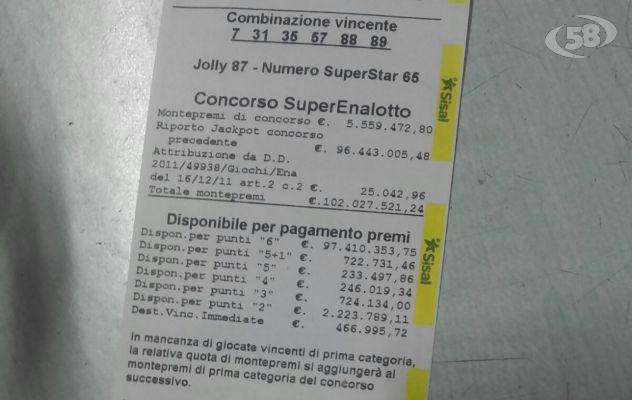 Combinazione vincente
7 31 35 57 88 89
Jolly 87 - Numero SuperStar 65
Concorso SuperEnalotto
Montepremi di concorso €. 5.559.472,80
Riporto Jackpot concorso
precedente €. 96.443.005,48
Attribuzione da D.D.
2011/49938/Giochi/Ena
del 16/12/11 art.2 c.2 €. 25.042,96
Totale montepremi €.102.027.521,24
Disponibile per pagamento premi
Dispon.per punti "6" €. 97.410.353,75
Dispon.per punti "5+1" €. 722.731,46
Dispon.per punti "5" €. 233.497,86
Dispon.per punti "4" €. 246.019,34
Dispon.per punti "3" €. 724.134,00
Dispon.per punti "2" €. 2.223.789,11
Dest.Vinc.Immediate €. 466.995,72
In mancanza di giocate vincenti di prima categoria,
la relativa quota di montepremi si aggiungerà al
montepremi di prima categoria del concorso
successivo.
Sisal
Sisal
58